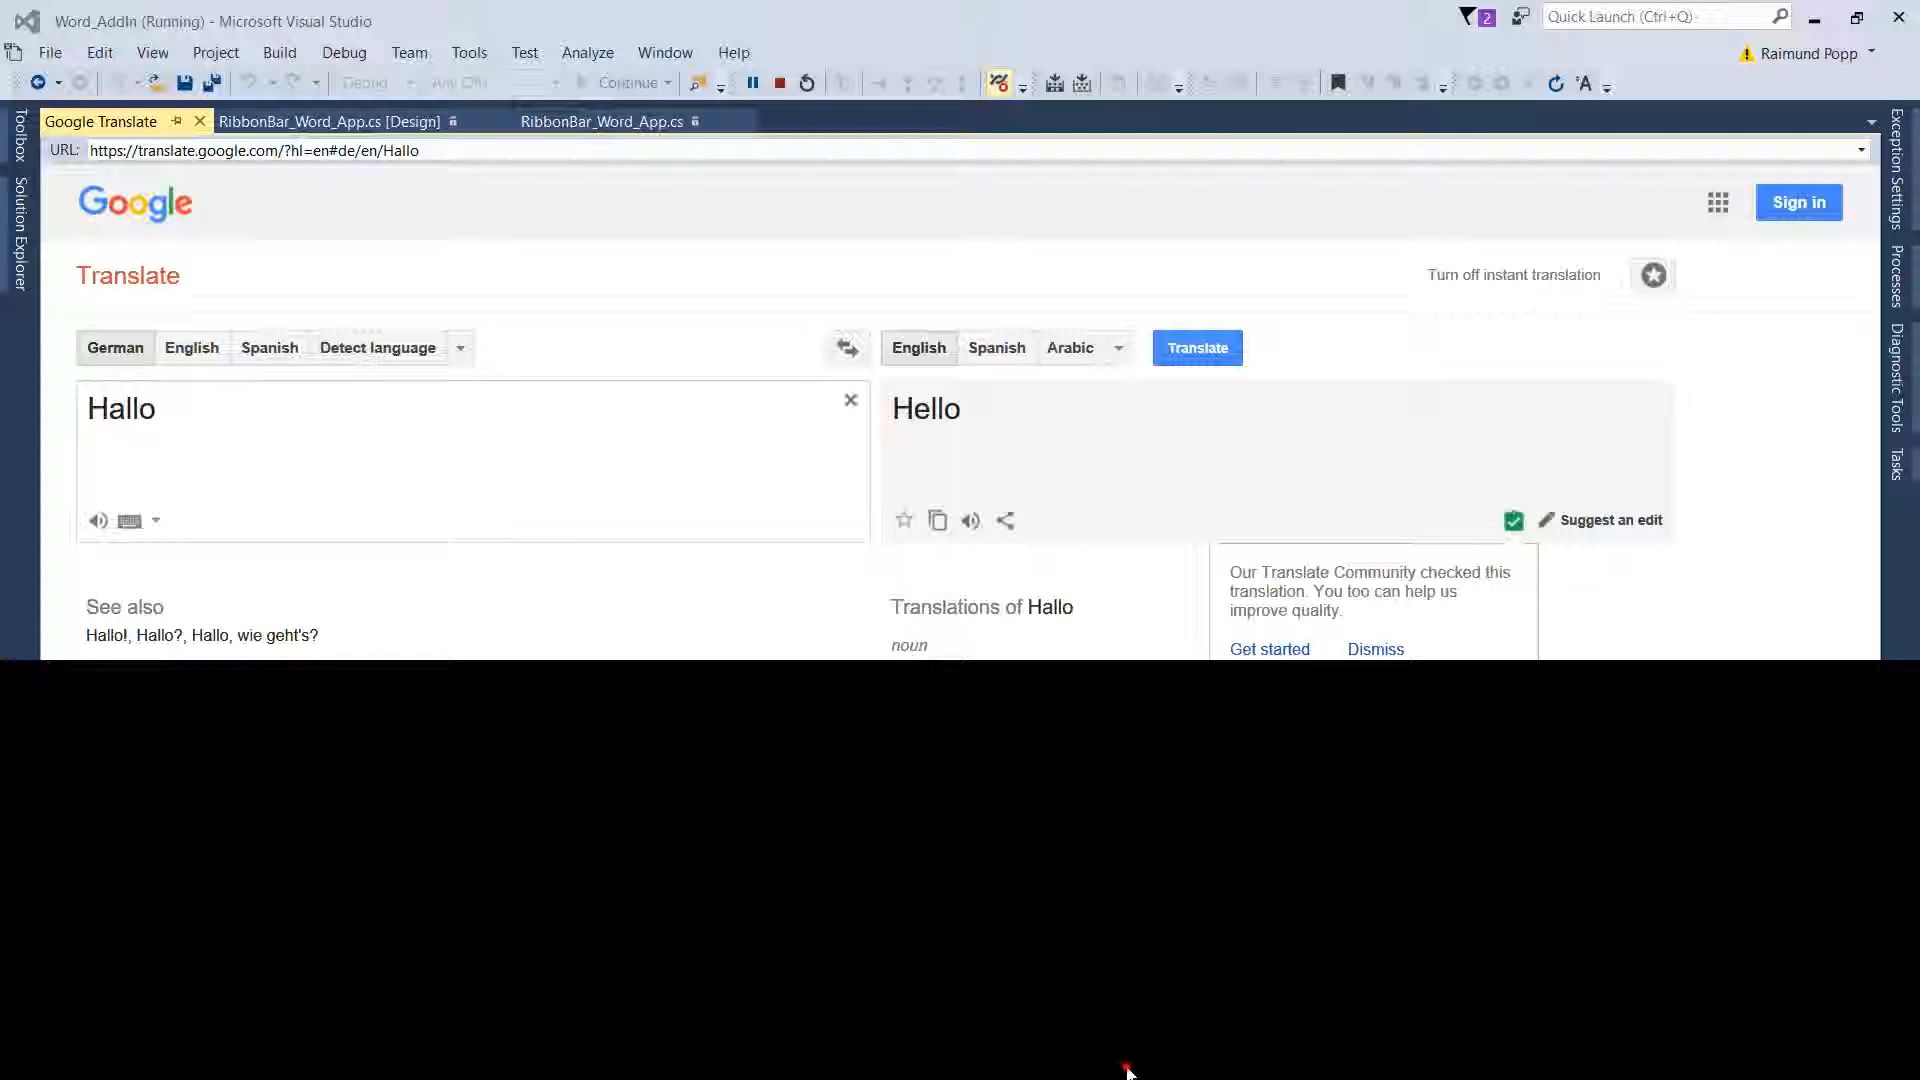 Word_AddIn (Running) - Microsoft Visual Studio
2
Quick Launch (Ctrl+Q)
File Edit View Project Build Debug Team Tools Test Analyze Window Help
Raimund Popp
Debug Any CPU Continue
Google Translate RibbonBar_Word_App.cs [Design] RibbonBar_Word_App.cs
URL: https://translate.google.com/?hl=en#de/en/Hallo
Toolbox
Solution Explorer
Exception Settings
Processes
Diagnostic Tools
Tasks
Google
Sign in
Translate
Turn off instant translation
German English Spanish Detect language
English Spanish Arabic Translate
Hallo
Hello
Suggest an edit
See also
Hallo!, Hallo?, Hallo, wie geht's?
Translations of Hallo
noun
Our Translate Community checked this
translation. You too can help us
improve quality.
Get started Dismiss